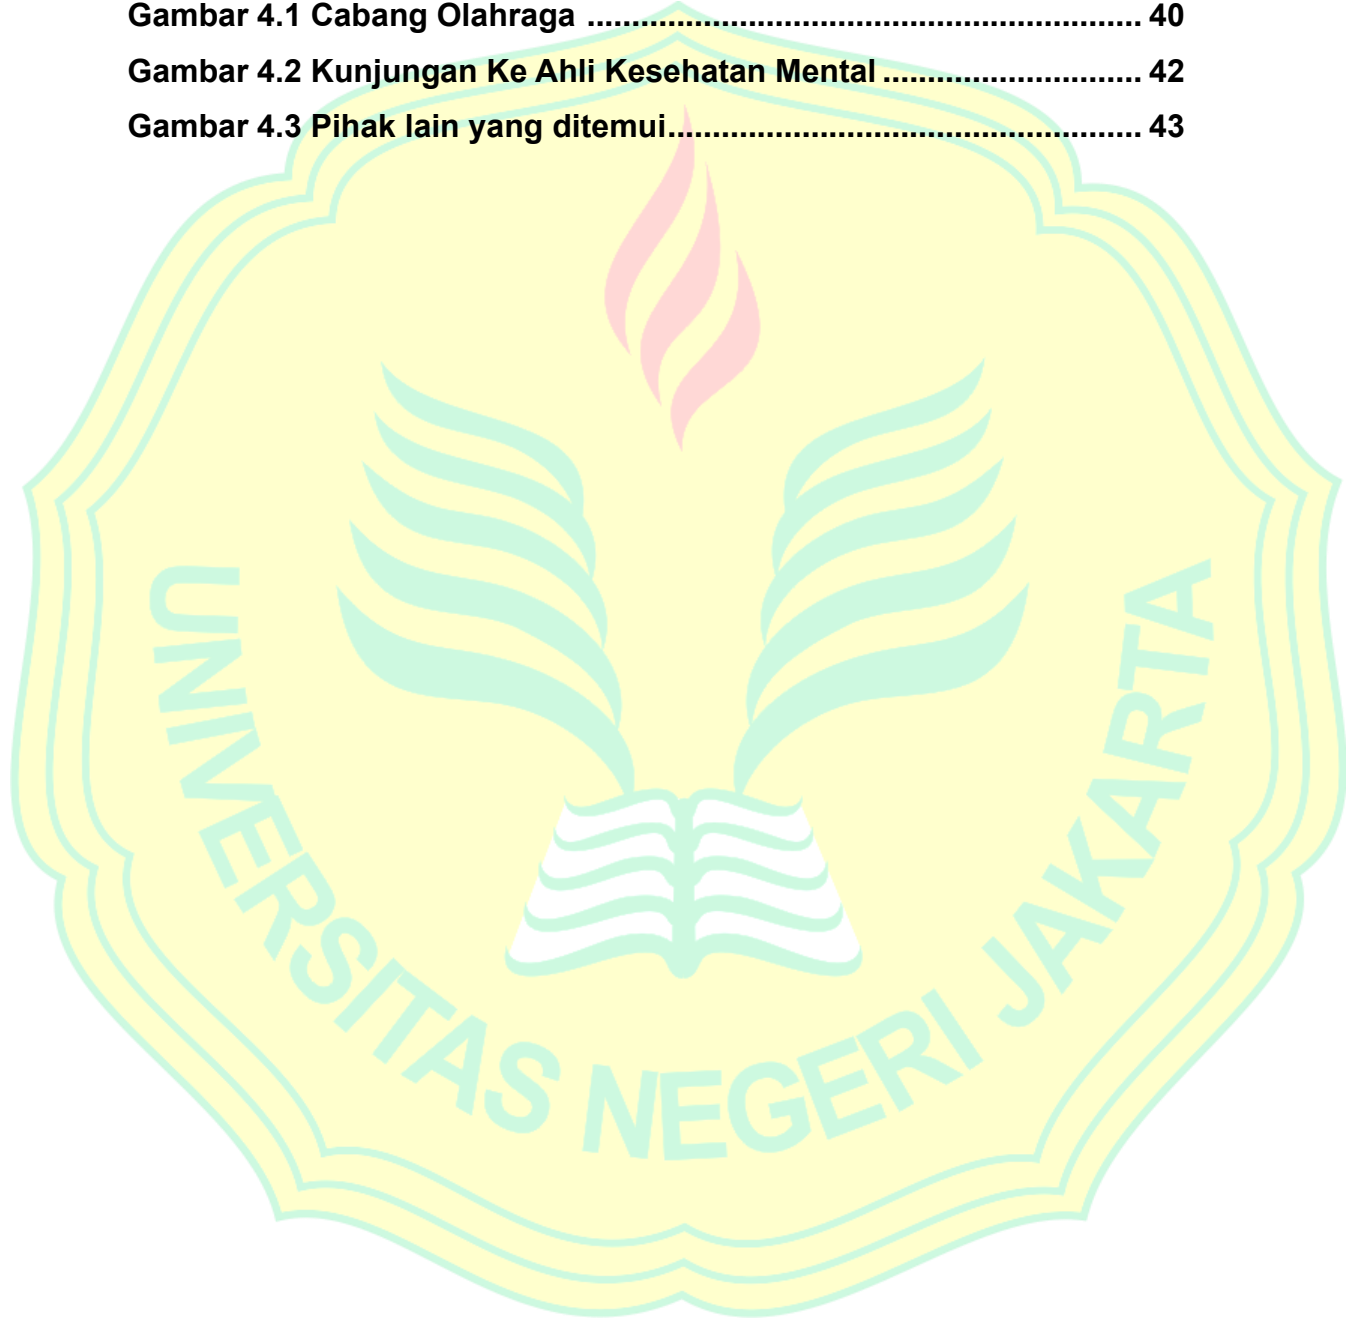 Gambar 4.1 Cabang Olahraga .............................................................. 40
Gambar 4.2 Kunjungan Ke Ahli Kesehatan Mental ............................. 42
Gambar 4.3 Pihak lain yang ditemui..................................................... 43
UNIVERSITAS NEGERI JAKARTA